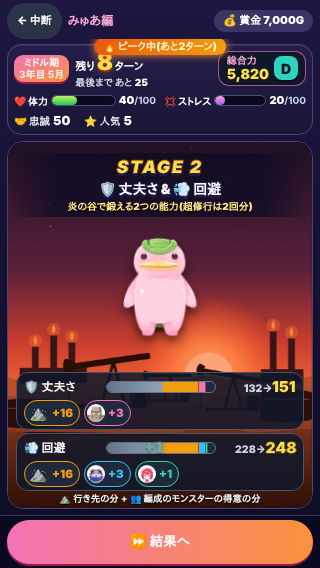 ← 中断
みゅあ編
💰 賞金 7,000G
🔥 ピーク中(あと2ターン)
ミドル期
3年目 5月
残り 8 ターン
最後まで あと 25
総合力
5,820
D
❤️ 体力 40/100
💢 ストレス 20/100
🤝 忠誠 50
⭐ 人気 5
STAGE 2
🛡️ 丈夫さ & 💨 回避
炎の谷で鍛える2つの能力(超修行は2回分)
🛡️ 丈夫さ 132→151
+16
+3
💨 回避 +1 228→248
+16
+3
+1
⛰️ 行き先の分 + 👥 編成のモンスターの得意の分
⏩ 結果へ